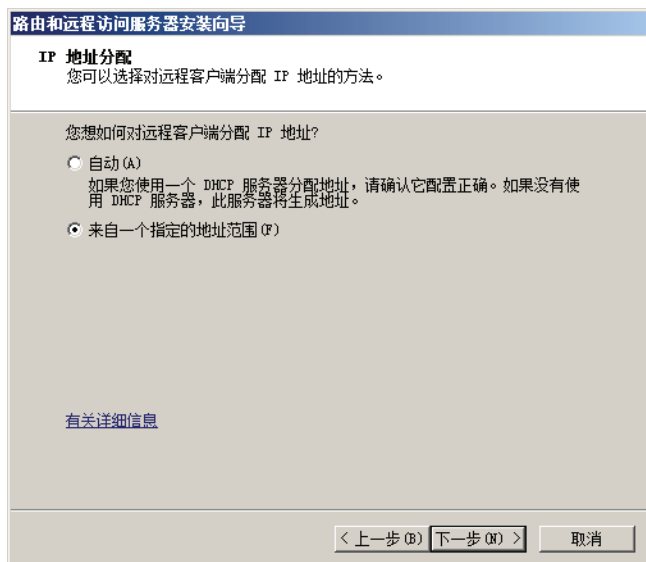 路由和远程访问服务器安装向导
IP 地址分配
您可以选择对远程客户端分配 IP 地址的方法。
您想如何对远程客户端分配 IP 地址?
自动(A)
如果您使用一个 DHCP 服务器分配地址，请确认它配置正确。如果没有使
用 DHCP 服务器，此服务器将生成地址。
来自一个指定的地址范围(F)
有关详细信息
< 上一步(B) 下一步(N) > 取消